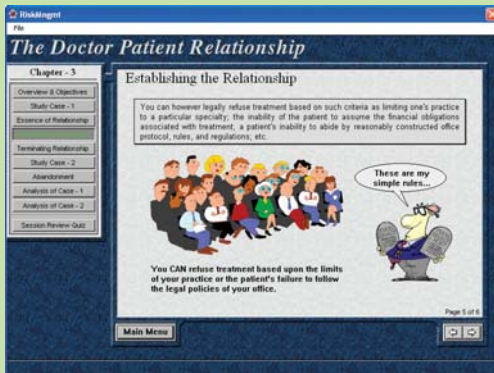 RiskMngmt
File
The Doctor Patient Relationship
Chapter - 3
Overview & Objectives
Study Case - 1
Essence of Relationship
Terminating Relationship
Study Case - 2
Abandonment
Analysis of Case - 1
Analysis of Case - 2
Session Review Quiz
Establishing the Relationship
You can however legally refuse treatment based on such criteria as limiting one's practice
to a particular specialty; the inability of the patient to assume the financial obligations
associated with treatment; a patient's inability to abide by reasonably constructed office
protocol, rules, and regulations; etc.
These are my
simple rules...
You CAN refuse treatment based upon the limits
of your practice or the patient's failure to follow
the legal policies of your office.
Page 5 of 6
Main Menu